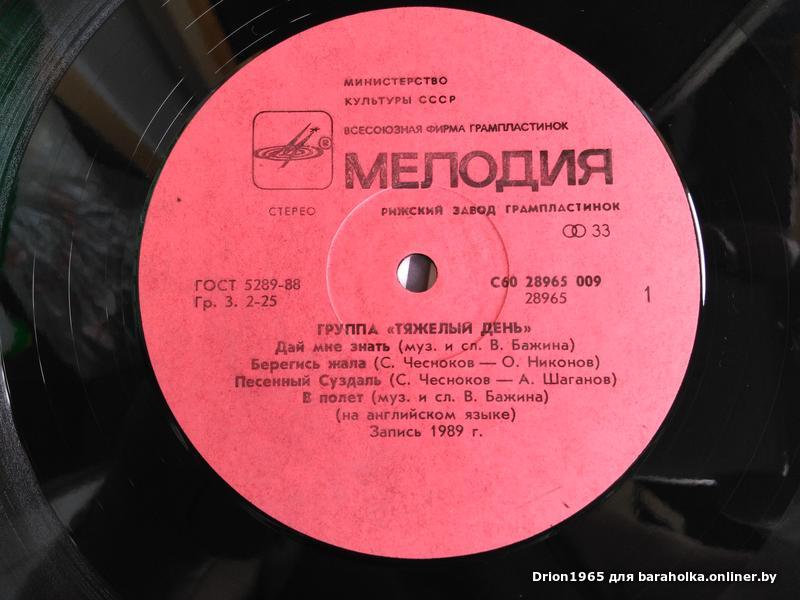 МИНИСТЕРСТВО
КУЛЬТУРЫ СССР
ВСЕСОЮЗНАЯ ФИРМА ГРАМПЛАСТИНОК
МЕЛОДИЯ
®
СТЕРЕО
РИЖСКИЙ ЗАВОД ГРАМПЛАСТИНОК
33
ГОСТ 5289-88
Гр. 3. 2-25
С60 28965 009
28965
1
ГРУППА «ТЯЖЕЛЫЙ ДЕНЬ»
Дай мне знать (муз. и сл. В. Бажина)
Берегись жала (С. Чесноков — О. Никонов)
Песенный Суздаль (С. Чесноков — А. Шаганов)
В полет (муз. и сл. В. Бажина)
(на английском языке)
Запись 1989 г.
Drion1965 для baraholka.onliner.by